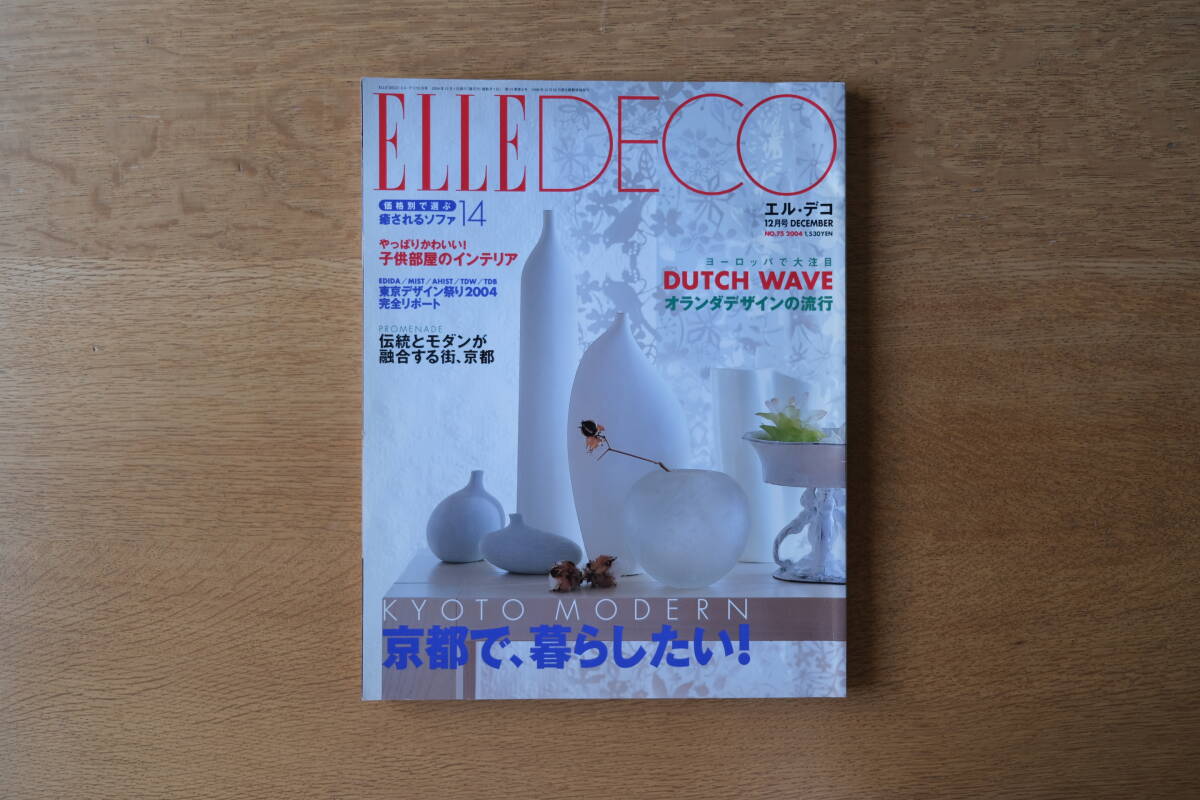 ELLE DECO
価格別で選ぶ
癒されるソファ14
やっぱりかわいい!
子供部屋のインテリア
EDIDA/MIST/AHIST/TDW/TDB
東京デザイン祭り2004
完全リポート
PROMENADE
伝統とモダンが
融合する街、京都
エル・デコ
12月号 DECEMBER
NO.75 2004 1,530YEN
ヨーロッパで大注目
DUTCH WAVE
オランダデザインの流行
KYOTO MODERN
京都で、暮らしたい!